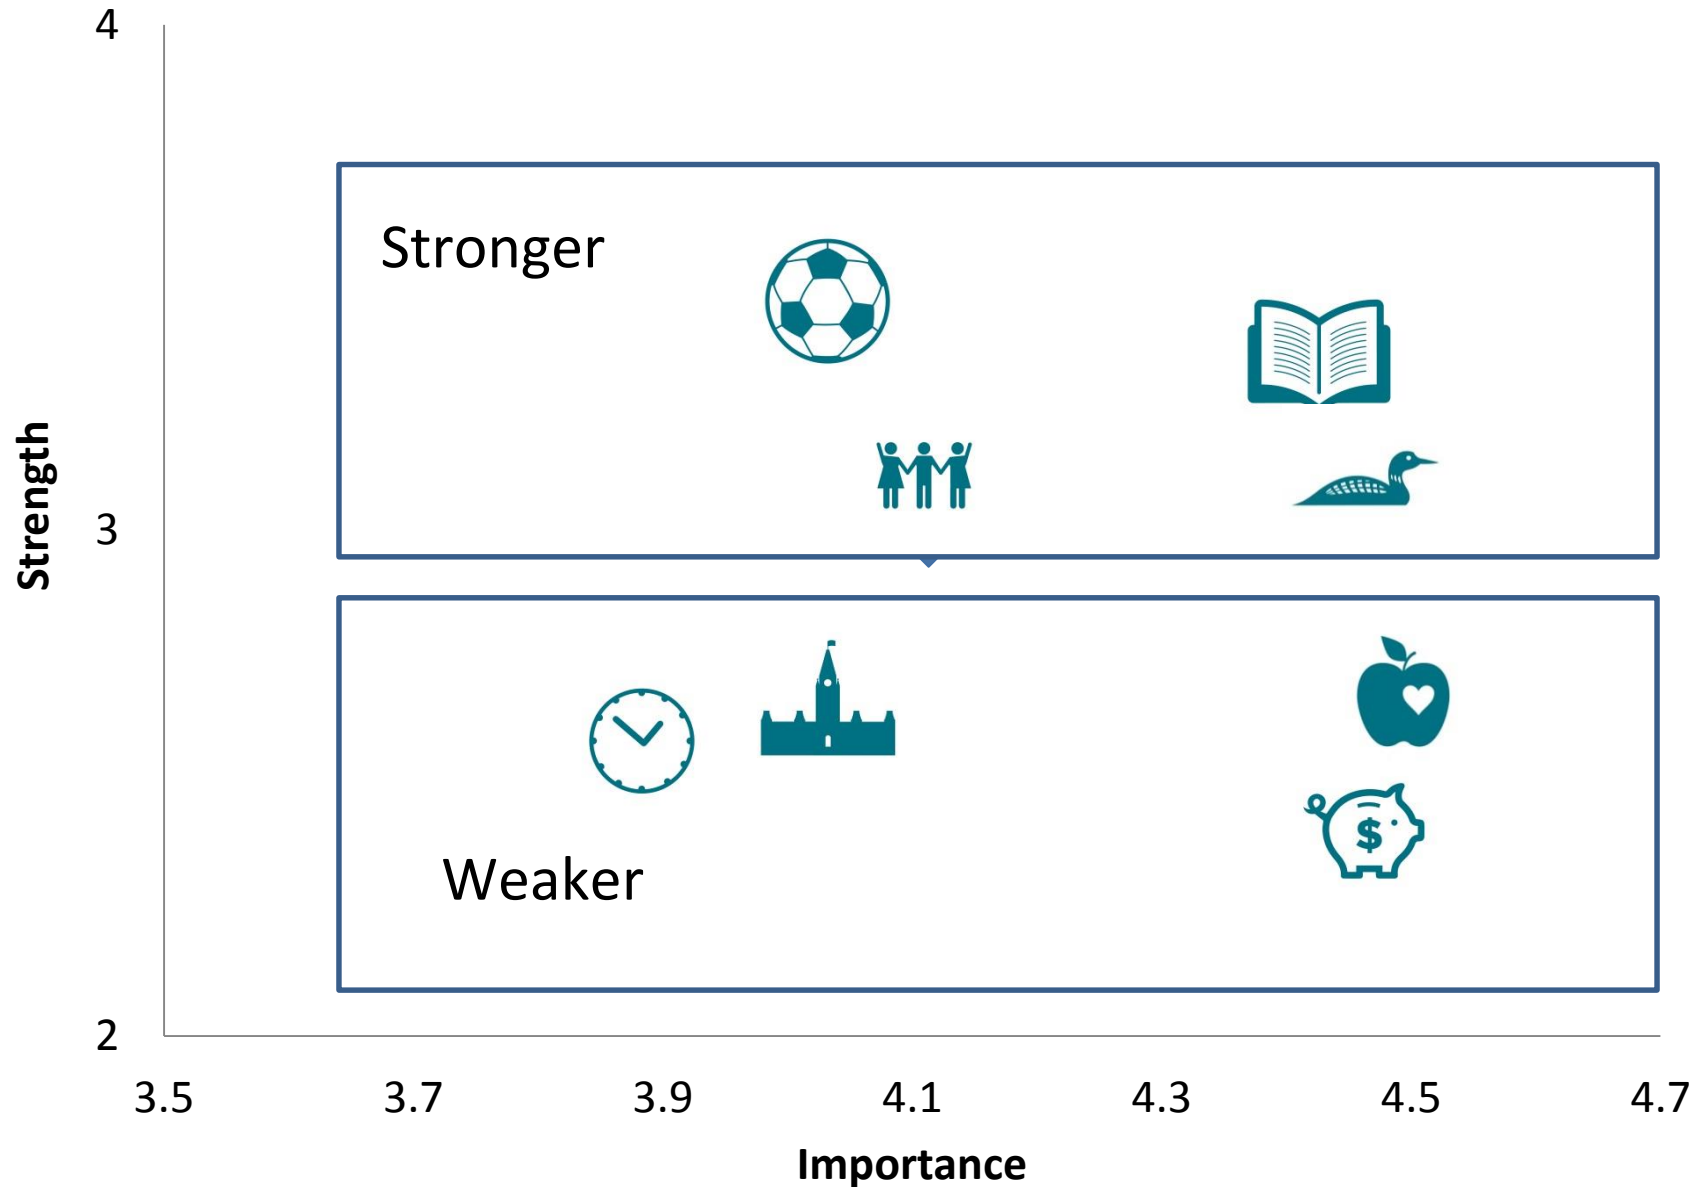 4
Stronger
Strength
3
Weaker
$
2
3.5 3.7 3.9 4.1 4.3 4.5 4.7
Importance